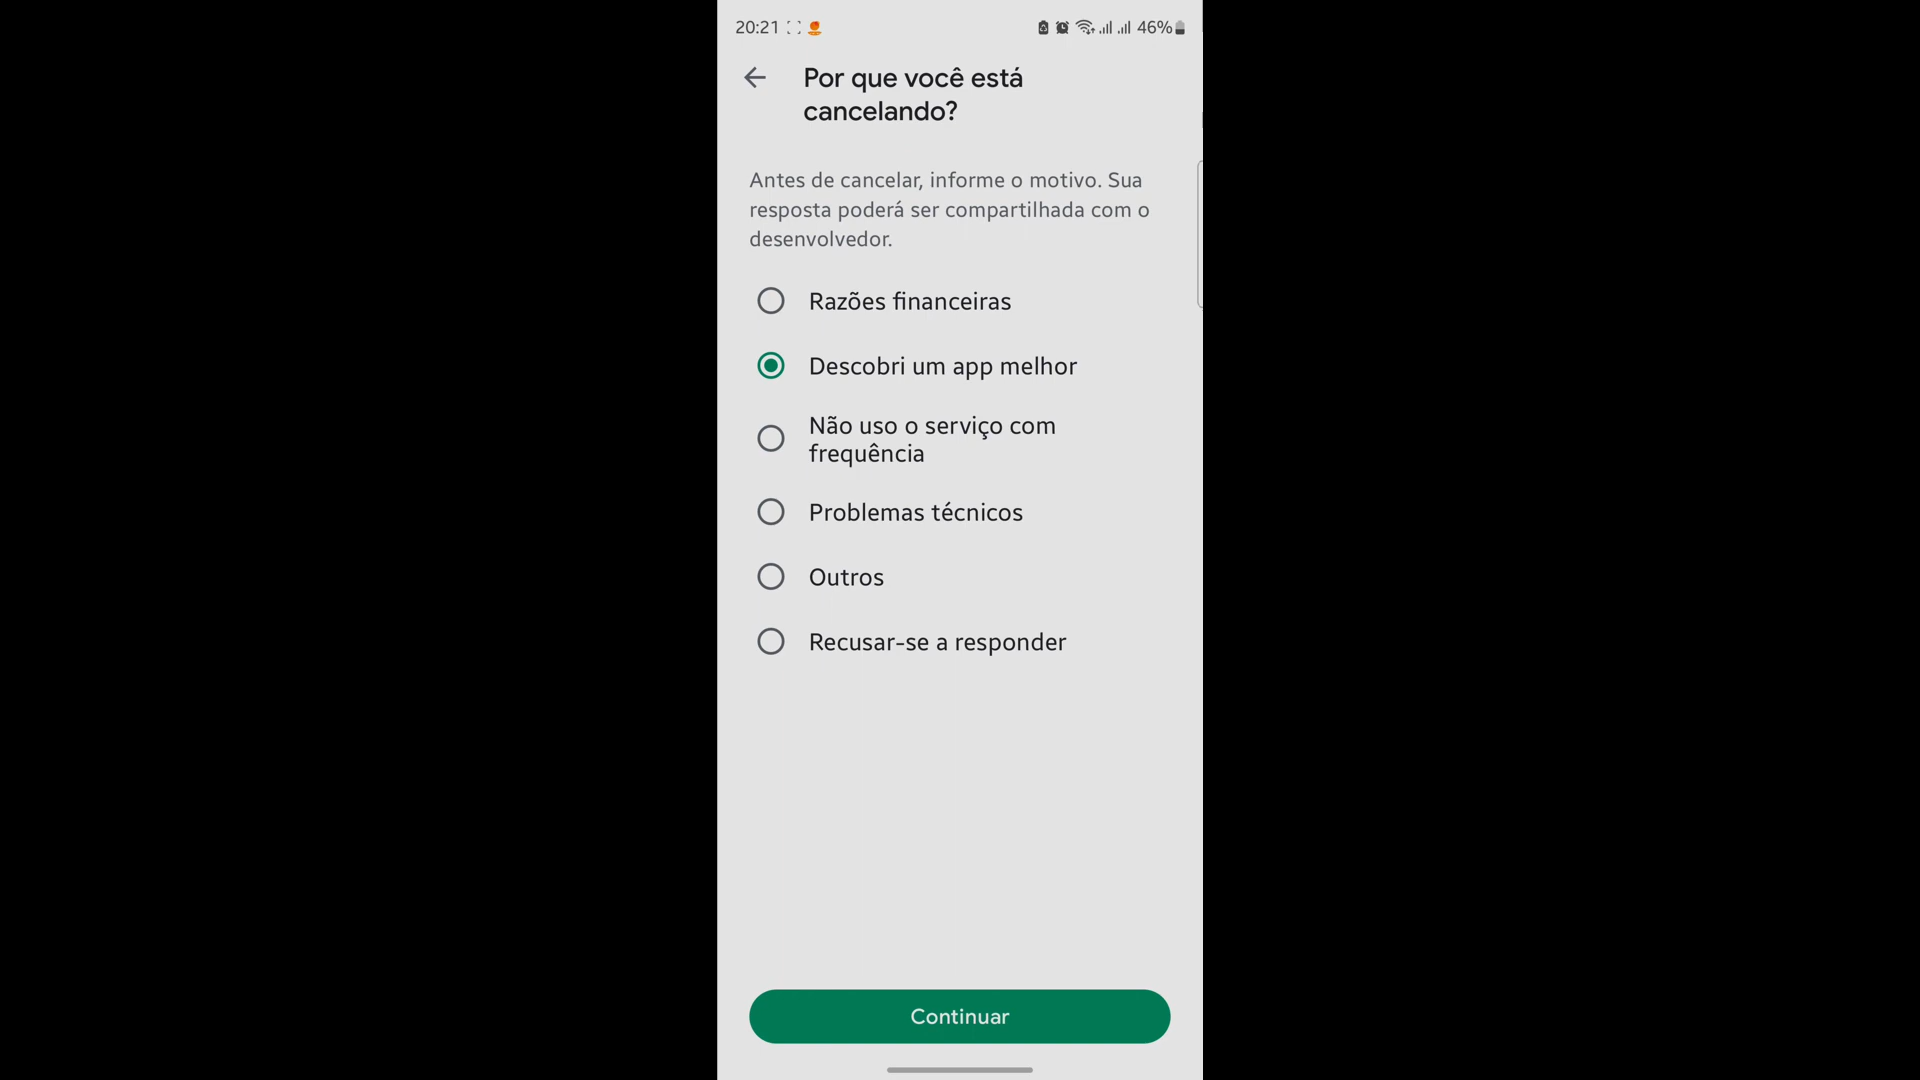 20:21
46%
Por que você está
cancelando?
Antes de cancelar, informe o motivo. Sua
resposta poderá ser compartilhada com o
desenvolvedor.
Razões financeiras
Descobri um app melhor
Não uso o serviço com
frequência
Problemas técnicos
Outros
Recusar-se a responder
Continuar